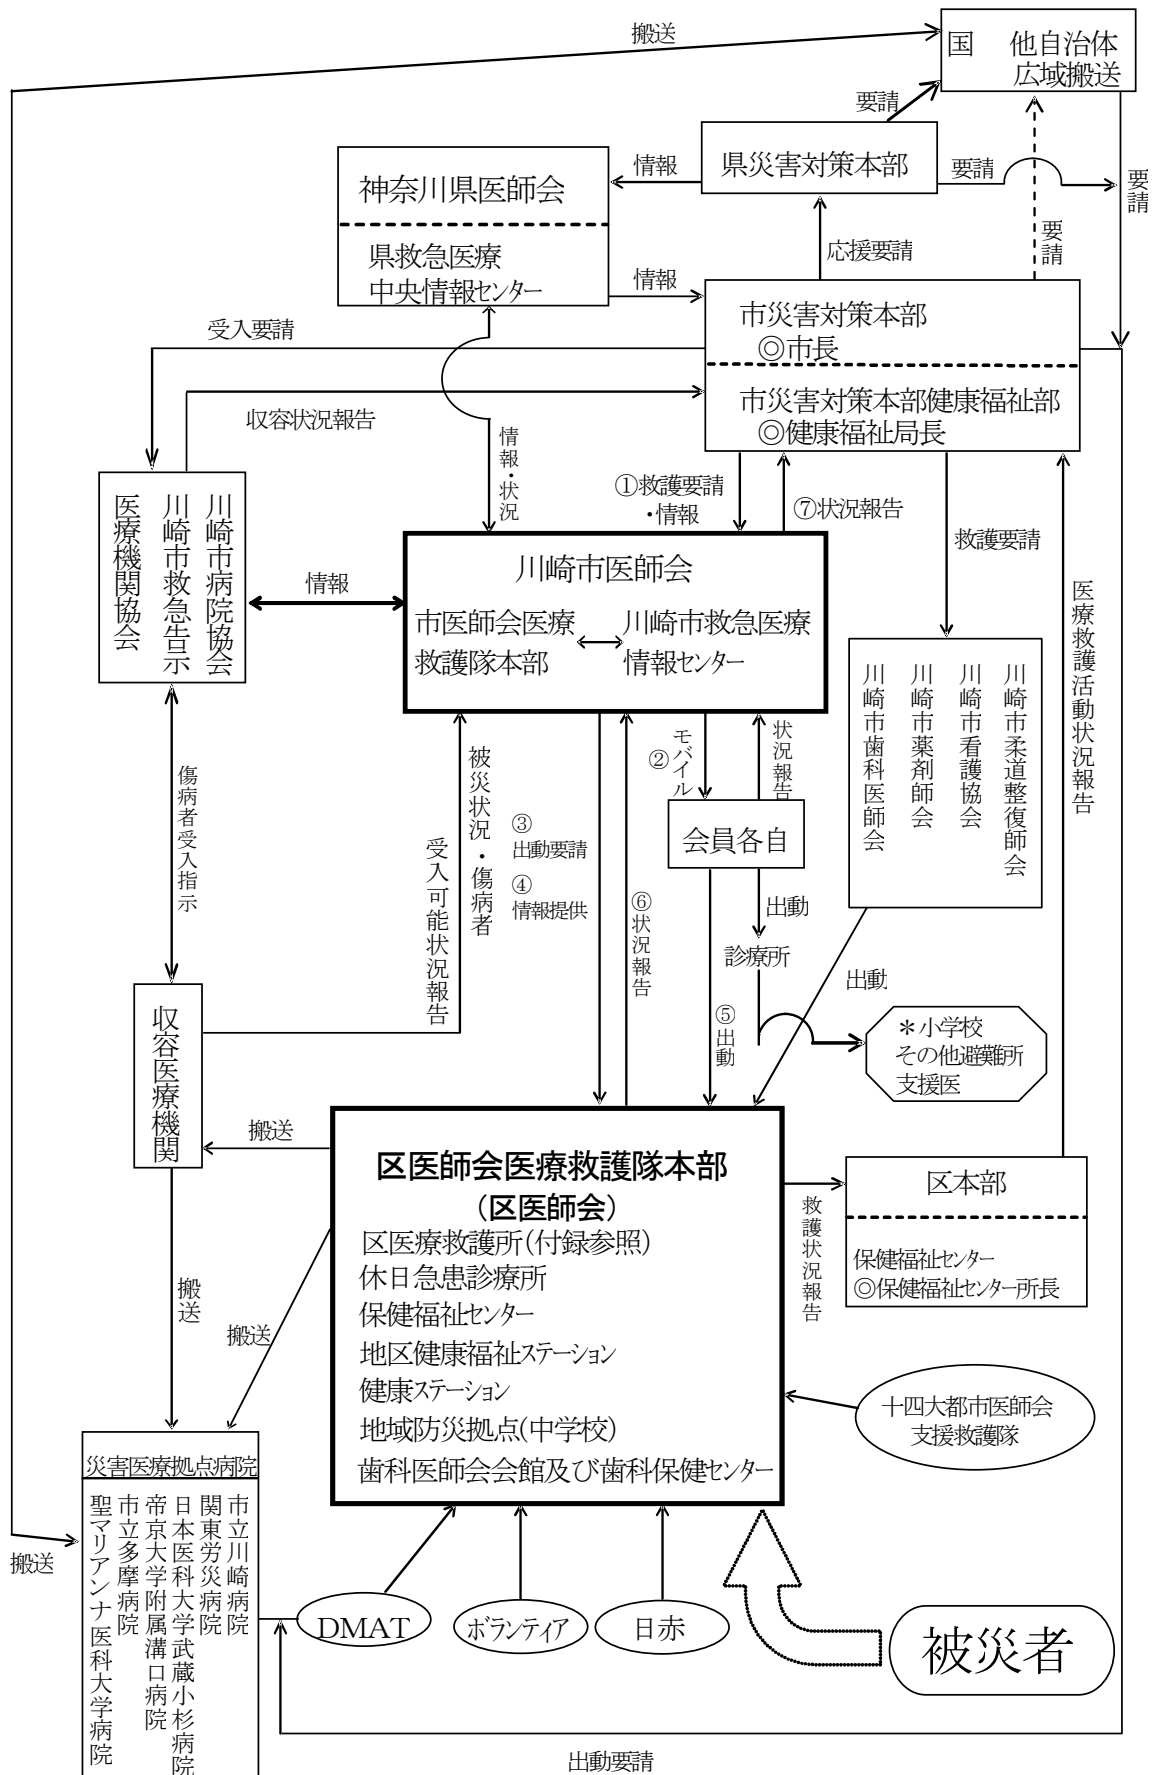 搬送
国　他自治体
広域搬送
要請
県災害対策本部
情報
要請
要請
神奈川県医師会
県救急医療
中央情報センター
応援要請
要請
情報
市災害対策本部
◎市長
市災害対策本部健康福祉部
◎健康福祉局長
受入要請
収容状況報告
情報・状況
①救護要請
・情報
⑦状況報告
救護要請
川崎市病院協会
川崎市救急告示
医療機関協会
情報
川崎市医師会
市医師会医療
救護隊本部
川崎市救急医療
情報センター
医療救護活動状況報告
川崎市柔道整復師会
川崎市看護協会
川崎市薬剤師会
川崎市歯科医師会
傷病者受入指示
被災状況・傷病者
受入可能状況報告
③
出動要請
④
情報提供
⑥状況報告
②モバイル
状況報告
会員各自
出動
診療所
⑤出動
出動
＊小学校
その他避難所
支援医
収容医療機関
搬送
区医師会医療救護隊本部
(区医師会)
区医療救護所(付録参照)
休日急患診療所
保健福祉センター
地区健康福祉ステーション
健康ステーション
地域防災拠点(中学校)
歯科医師会会館及び歯科保健センター
救護状況報告
区本部
保健福祉センター
◎保健福祉センター所長
搬送
搬送
十四大都市医師会
支援救護隊
災害医療拠点病院
市立川崎病院
関東労災病院
日本医科大学武蔵小杉病院
帝京大学附属溝口病院
市立多摩病院
聖マリアンナ医科大学病院
搬送
DMAT
ボランティア
日赤
被災者
出動要請